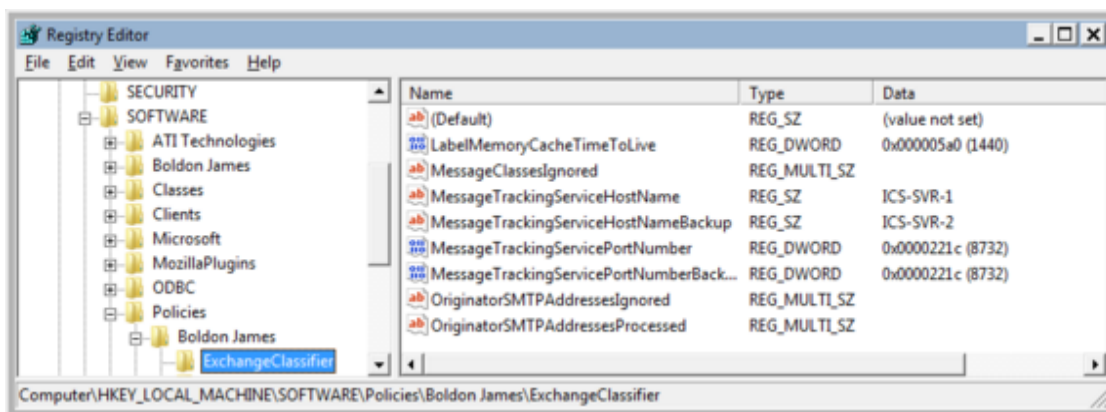 Registry Editor
File Edit View Favorites Help
SECURITY
SOFTWARE
ATI Technologies
Boldon James
Classes
Clients
Microsoft
MozillaPlugins
ODBC
Policies
Boldon James
ExchangeClassifier
Name Type Data
(Default) REG_SZ (value not set)
LabelMemoryCacheTimeToLive REG_DWORD 0x000005a0 (1440)
MessageClassesIgnored REG_MULTI_SZ
MessageTrackingServiceHostName REG_SZ ICS-SVR-1
MessageTrackingServiceHostNameBackup REG_SZ ICS-SVR-2
MessageTrackingServicePortNumber REG_DWORD 0x0000221c (8732)
MessageTrackingServicePortNumberBack... REG_DWORD 0x0000221c (8732)
OriginatorSMTPAddressesIgnored REG_MULTI_SZ
OriginatorSMTPAddressesProcessed REG_MULTI_SZ
Computer\HKEY_LOCAL_MACHINE\SOFTWARE\Policies\Boldon James\ExchangeClassifier